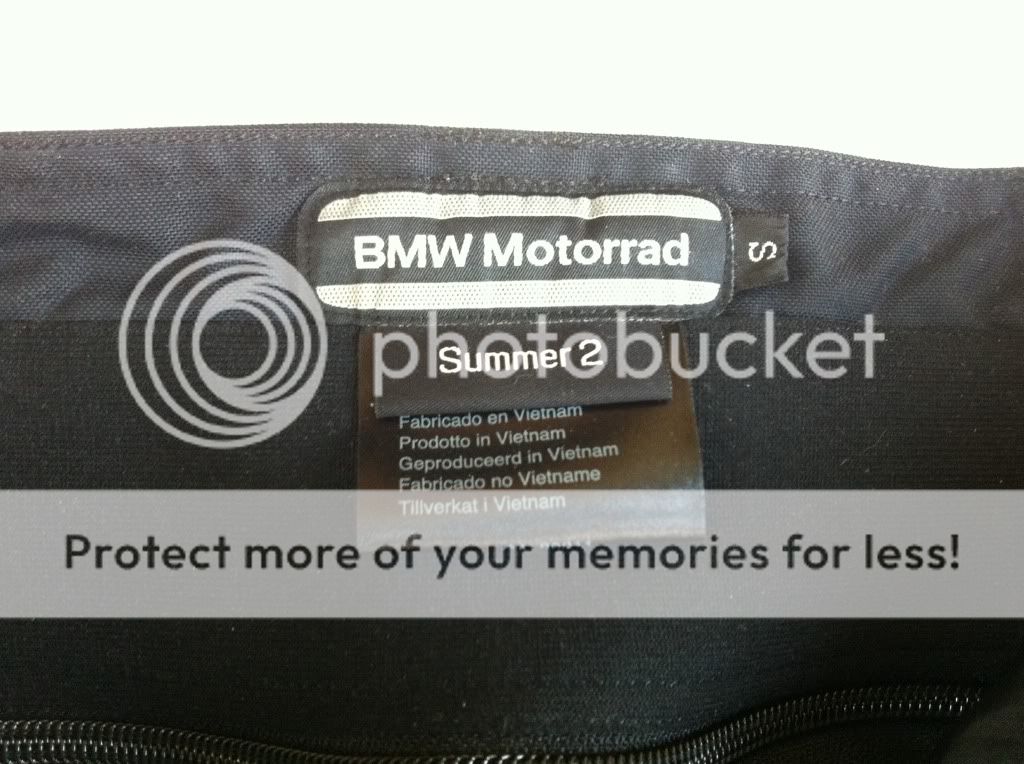 BMW Motorrad
S
photobucket
Summer 2
Fabricado en Vietnam
Prodotto in Vietnam
Geproduceerd in Vietnam
Fabricado no Vietname
Tillverkat i Vietnam
Protect more of your memories for less!